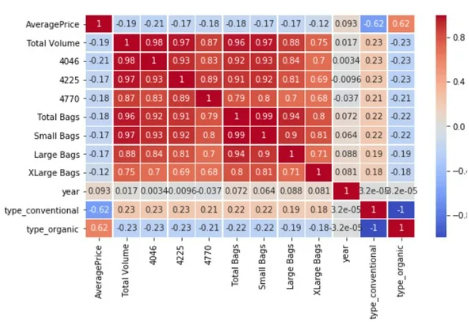 AveragePrice 1 -0.19 -0.21 -0.17 -0.18 -0.18 -0.17 -0.17 -0.12 0.093 -0.62 0.62
Total Volume -0.19 1 0.98 0.97 0.87 0.96 0.97 0.88 0.75 0.017 0.23 -0.23
4046 -0.21 0.98 1 0.93 0.83 0.92 0.93 0.84 0.7 0.0034 0.23 -0.23
4225 -0.17 0.97 0.93 1 0.89 0.91 0.92 0.81 0.69 -0.0096 0.23 -0.23
4770 -0.18 0.87 0.83 0.89 1 0.79 0.8 0.7 0.68 -0.037 0.21 -0.21
Total Bags -0.18 0.96 0.92 0.91 0.79 1 0.99 0.94 0.8 0.072 0.22 -0.22
Small Bags -0.17 0.97 0.93 0.92 0.8 0.99 1 0.9 0.81 0.064 0.22 -0.22
Large Bags -0.17 0.88 0.84 0.81 0.7 0.94 0.9 1 0.71 0.088 0.19 -0.19
XLarge Bags -0.12 0.75 0.7 0.69 0.68 0.8 0.81 0.71 1 0.081 0.18 -0.18
year 0.093 0.017 0.0034 -0.0096 -0.037 0.072 0.064 0.088 0.081 1 3.2e-05 -3.2e-05
type_conventional -0.62 0.23 0.23 0.23 0.21 0.22 0.22 0.19 0.18 3.2e-05 1 -1
type_organic 0.62 -0.23 -0.23 -0.23 -0.21 -0.22 -0.22 -0.19 -0.18 -3.2e-05 -1 1
AveragePrice Total Volume 4046 4225 4770 Total Bags Small Bags Large Bags XLarge Bags year type_conventional type_organic
0.8
0.4
0.0